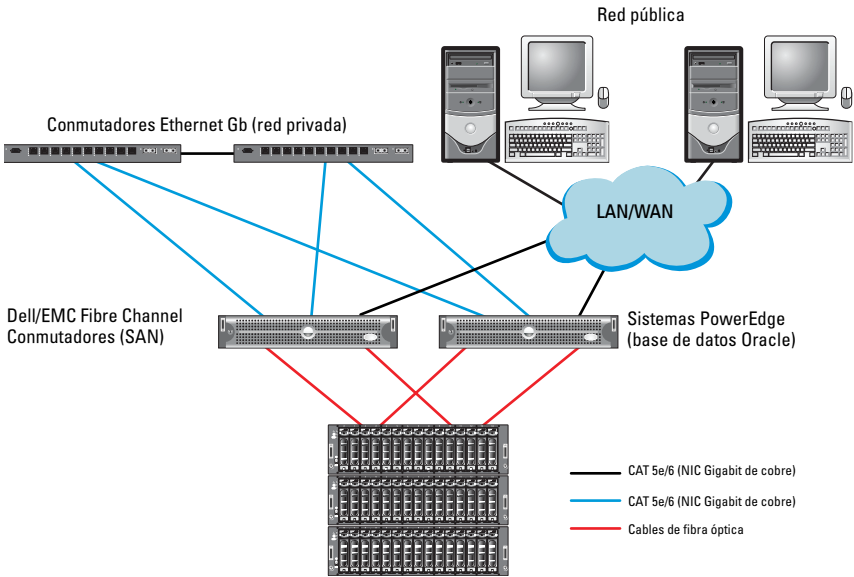 Red pública
Conmutadores Ethernet Gb (red privada)
LAN/WAN
Dell/EMC Fibre Channel
Conmutadores (SAN)
Sistemas PowerEdge
(base de datos Oracle)
CAT 5e/6 (NIC Gigabit de cobre)
CAT 5e/6 (NIC Gigabit de cobre)
Cables de fibra óptica